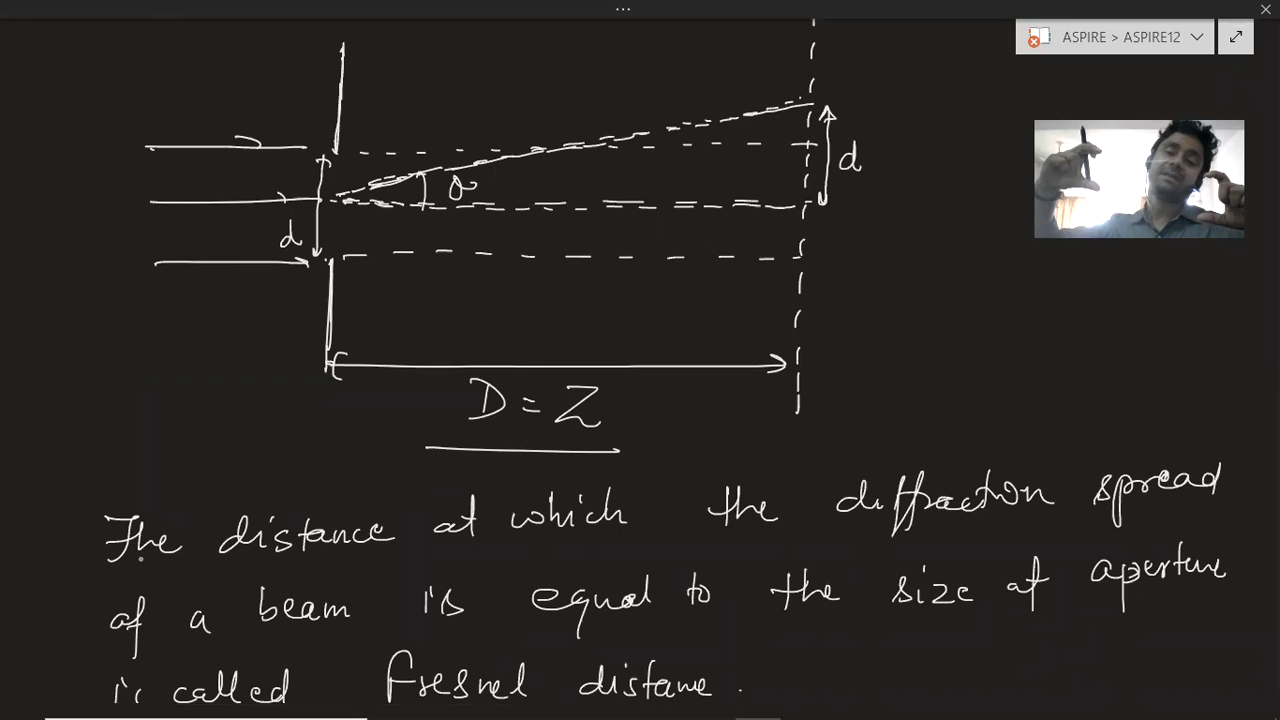 ASPIRE > ASPIRE12
d
θ
d
D = Z
The distance at which the diffraction spread
of a beam is equal to the size of aperture
is called fresnel distance.